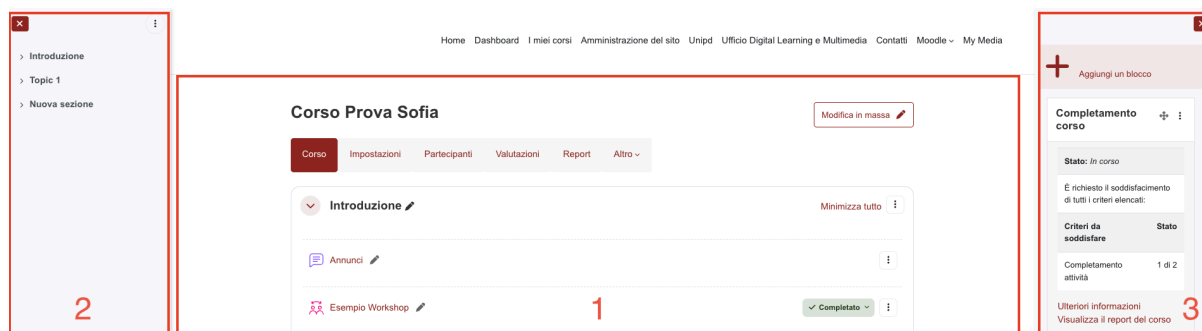 Introduzione
Topic 1
Nuova sezione
2
Home Dashboard I miei corsi Amministrazione del sito Unipd Ufficio Digital Learning e Multimedia Contatti Moodle My Media
Corso Prova Sofia
Modifica in massa
Corso Impostazioni Partecipanti Valutazioni Report Altro
Introduzione
Minimizza tutto
Annunci
Esempio Workshop
Completato
1
Aggiungi un blocco
Completamento
corso
Stato: In corso
È richiesto il soddisfacimento
di tutti i criteri elencati:
Criteri da Stato
soddisfare
Completamento 1 di 2
attività
Ulteriori informazioni
Visualizza il report del corso
3